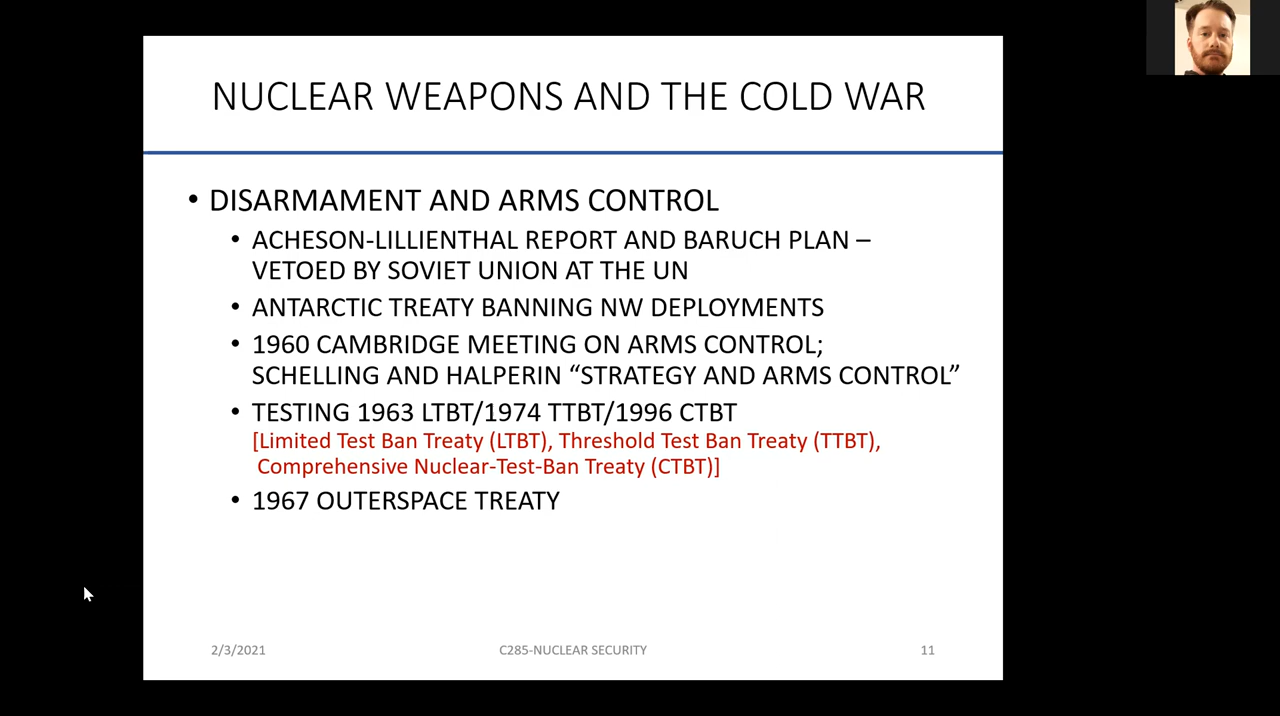 NUCLEAR WEAPONS AND THE COLD WAR
• DISARMAMENT AND ARMS CONTROL
• ACHESON-LILLIENTHAL REPORT AND BARUCH PLAN –
VETOED BY SOVIET UNION AT THE UN
• ANTARCTIC TREATY BANNING NW DEPLOYMENTS
• 1960 CAMBRIDGE MEETING ON ARMS CONTROL;
SCHELLING AND HALPERIN “STRATEGY AND ARMS CONTROL”
• TESTING 1963 LTBT/1974 TTBT/1996 CTBT
[Limited Test Ban Treaty (LTBT), Threshold Test Ban Treaty (TTBT),
Comprehensive Nuclear-Test-Ban Treaty (CTBT)]
• 1967 OUTERSPACE TREATY
2/3/2021 C285-NUCLEAR SECURITY 11